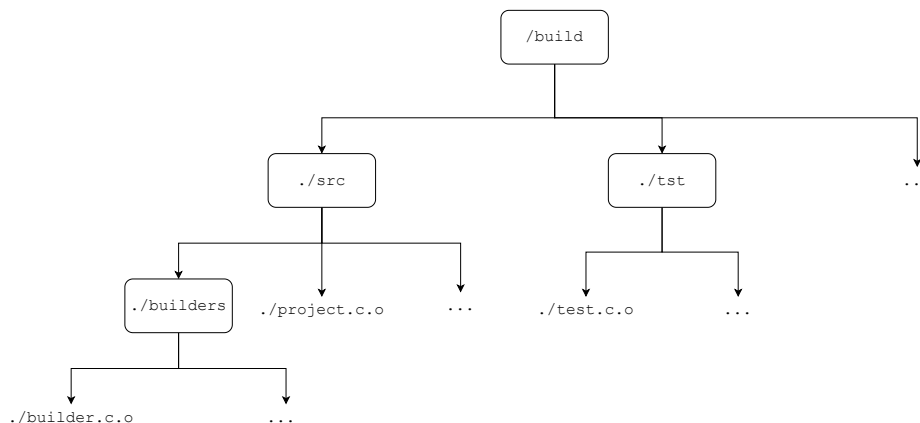 /build
./src
./tst
..
./builders
./project.c.o
...
./test.c.o
...
./builder.c.o
...